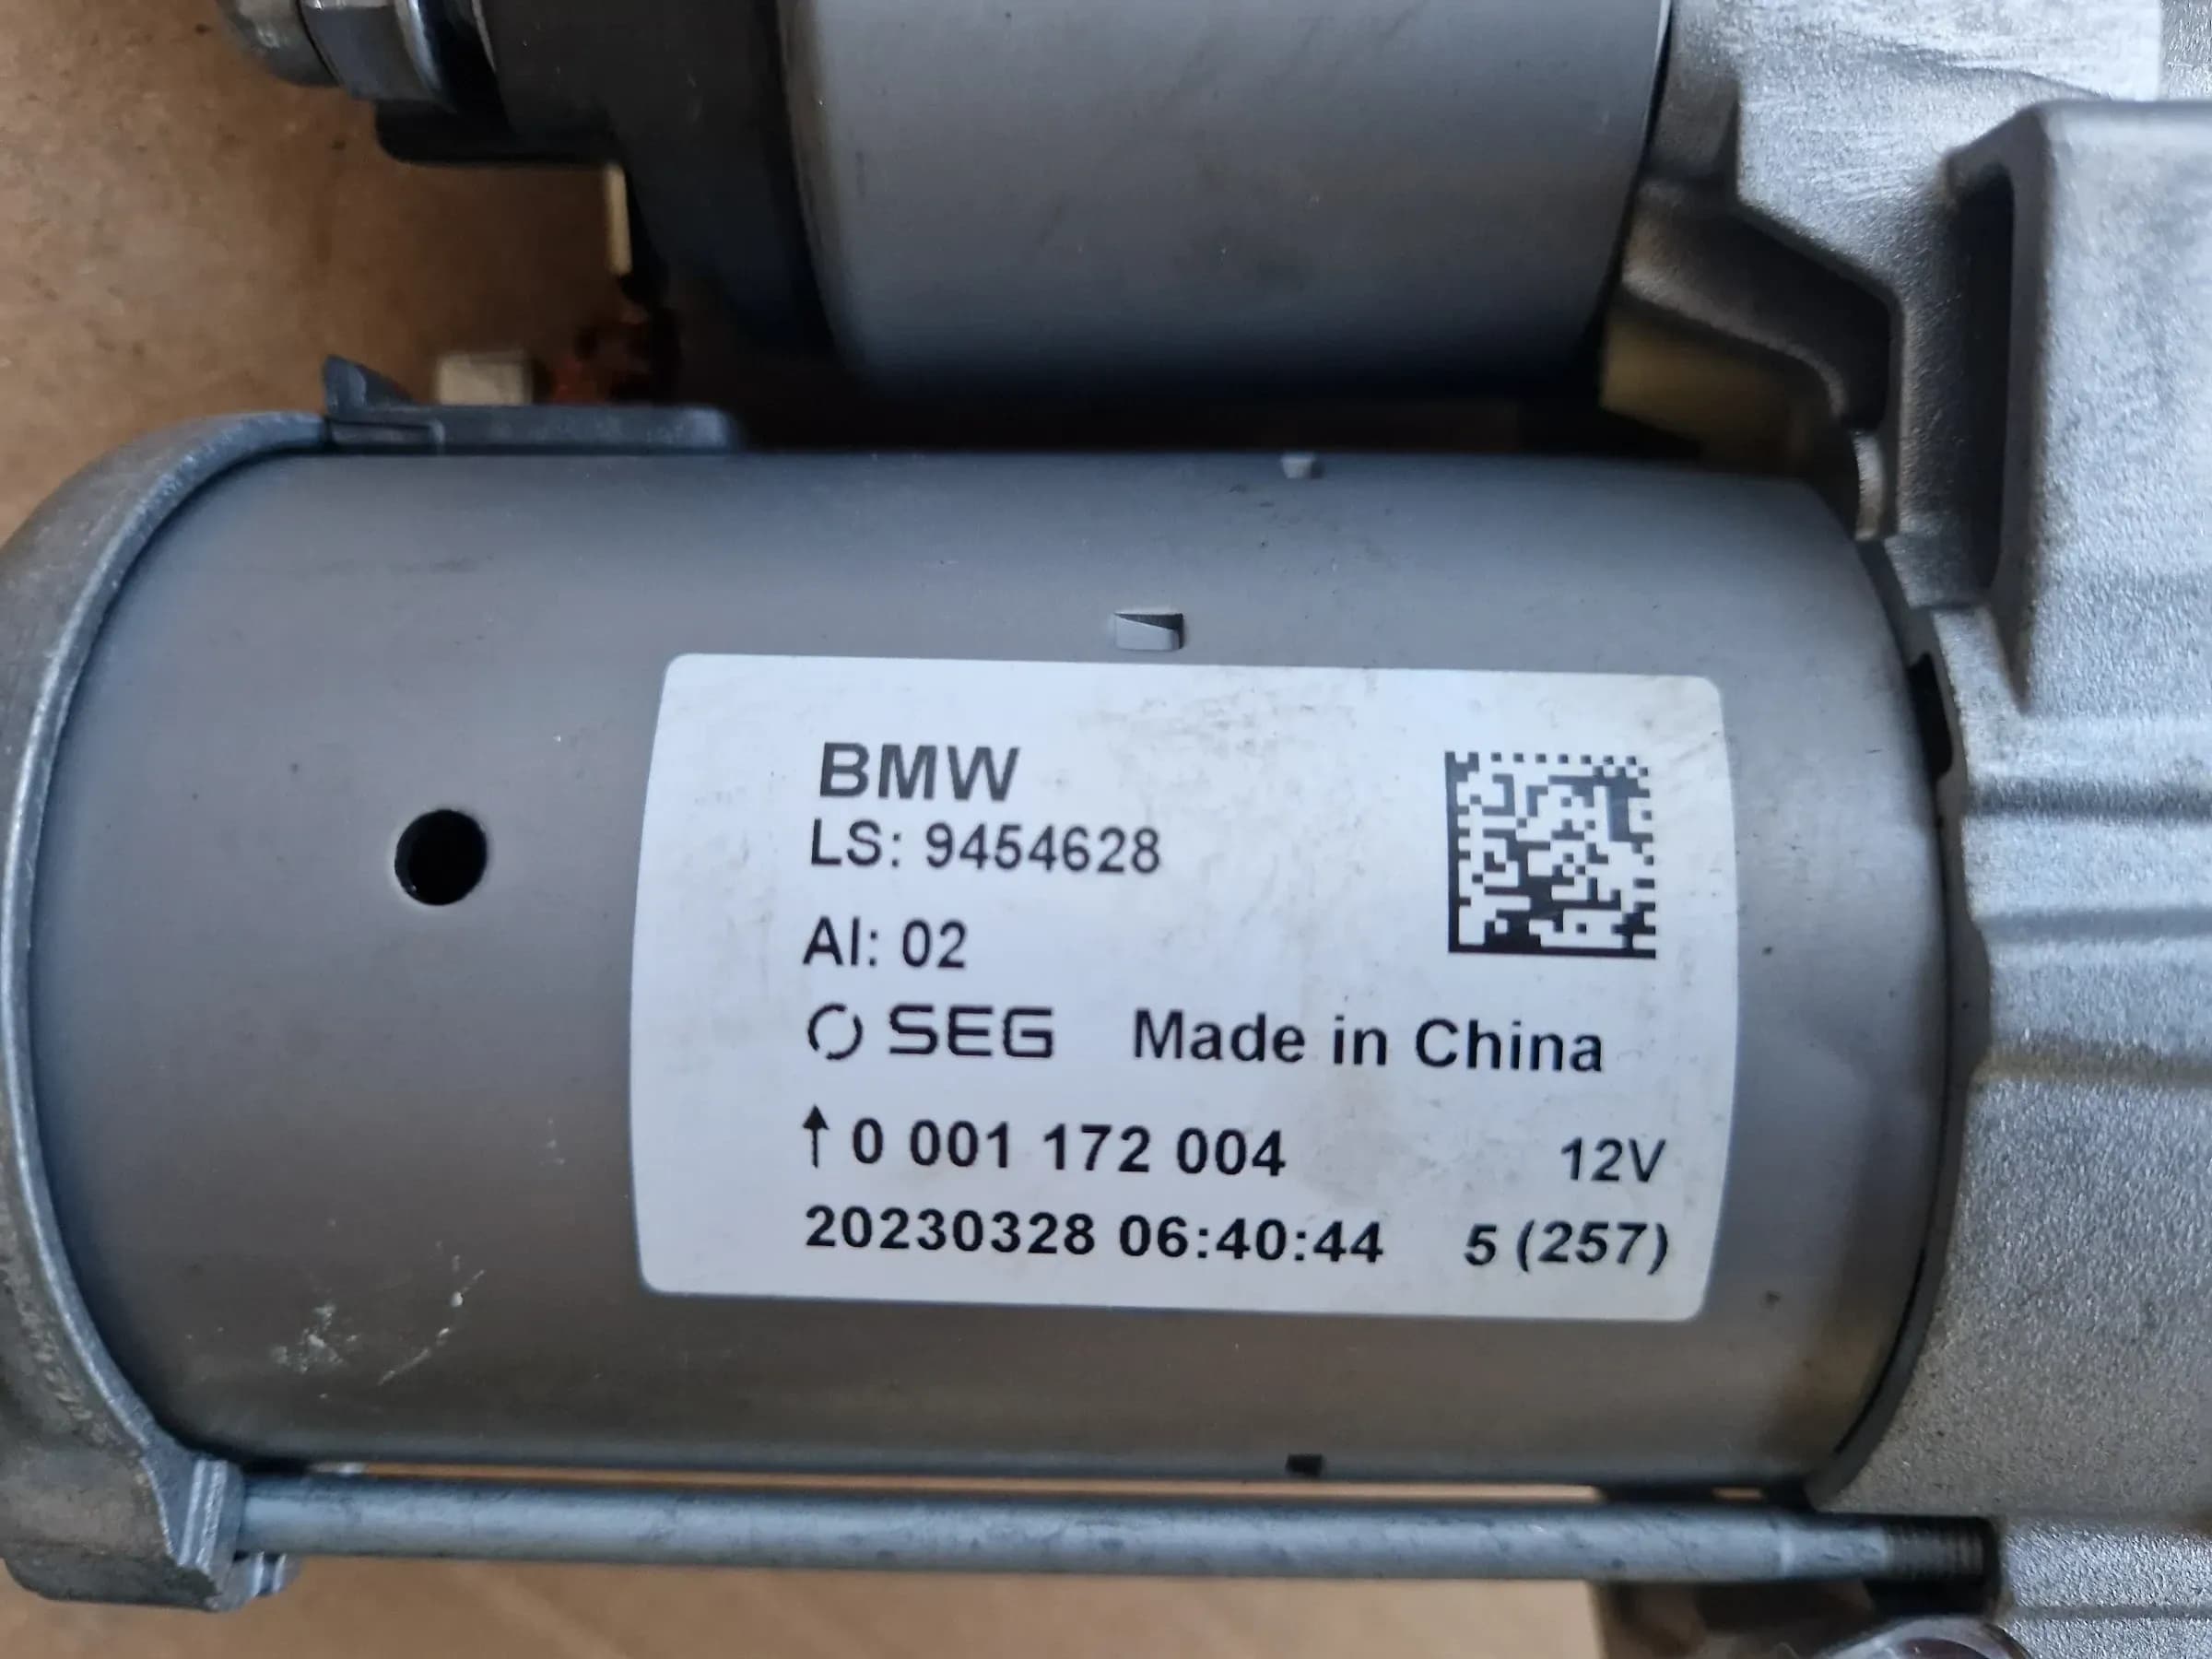 BMW
LS: 9454628
AI: 02
SEG Made in China
↑0 001 172 004 12V
20230328 06:40:44 5 (257)